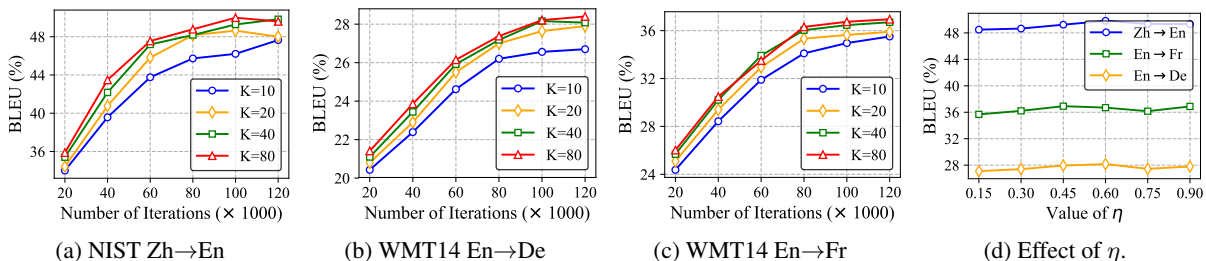 BLEU (%)
48
44
40
36
K=10
K=20
K=40
K=80
20 40 60 80 100 120
Number of Iterations (× 1000)
(a) NIST Zh→En
BLEU (%)
28
26
24
22
20
K=10
K=20
K=40
K=80
20 40 60 80 100 120
Number of Iterations (× 1000)
(b) WMT14 En→De
BLEU (%)
36
32
28
24
K=10
K=20
K=40
K=80
20 40 60 80 100 120
Number of Iterations (× 1000)
(c) WMT14 En→Fr
BLEU (%)
48
44
40
36
32
28
Zh→En
En→Fr
En→De
0.15 0.30 0.45 0.60 0.75 0.90
Value of η
(d) Effect of η.